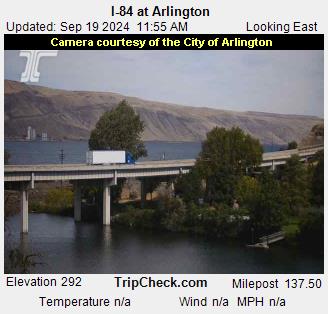 I-84 at Arlington
Updated: Sep 19 2024 11:55 AM Looking East
Camera courtesy of the City of Arlington
Elevation 292 TripCheck.com Milepost 137.50
Temperature n/a Wind n/a MPH n/a